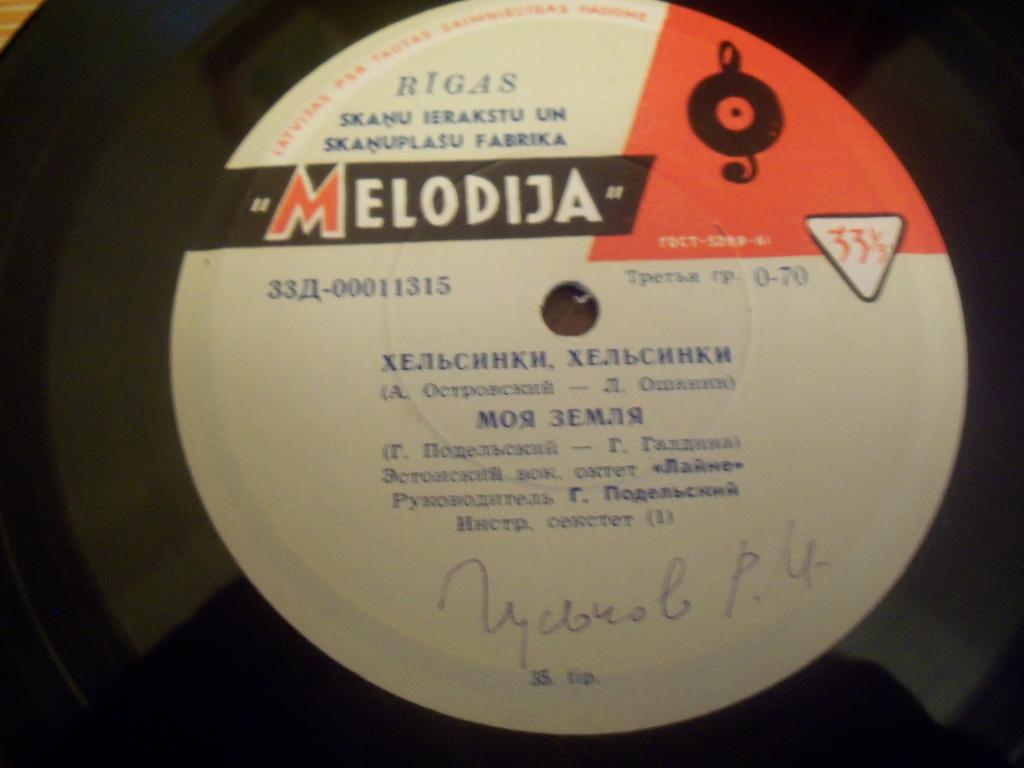 LATVIJAS PSR TAUTAS SAIMNIECĪBAS PADOME
RĪGAS
SKAŅU IERAKSTU UN
SKAŅUPLAŠU FABRIKA
"MELODIJA"
ГОСТ-5289-61
33⅓
33Д-00011315
Третья гр. 0-70
ХЕЛЬСИНКИ, ХЕЛЬСИНКИ
(А. Островский — Л. Ошанин)
МОЯ ЗЕМЛЯ
(Г. Подельский — Г. Галдина)
Эстонский вок. октет «Лайне»
Руководитель Г. Подельский
Инстр. секстет (1)
Гуськов Р. И
35. tip.